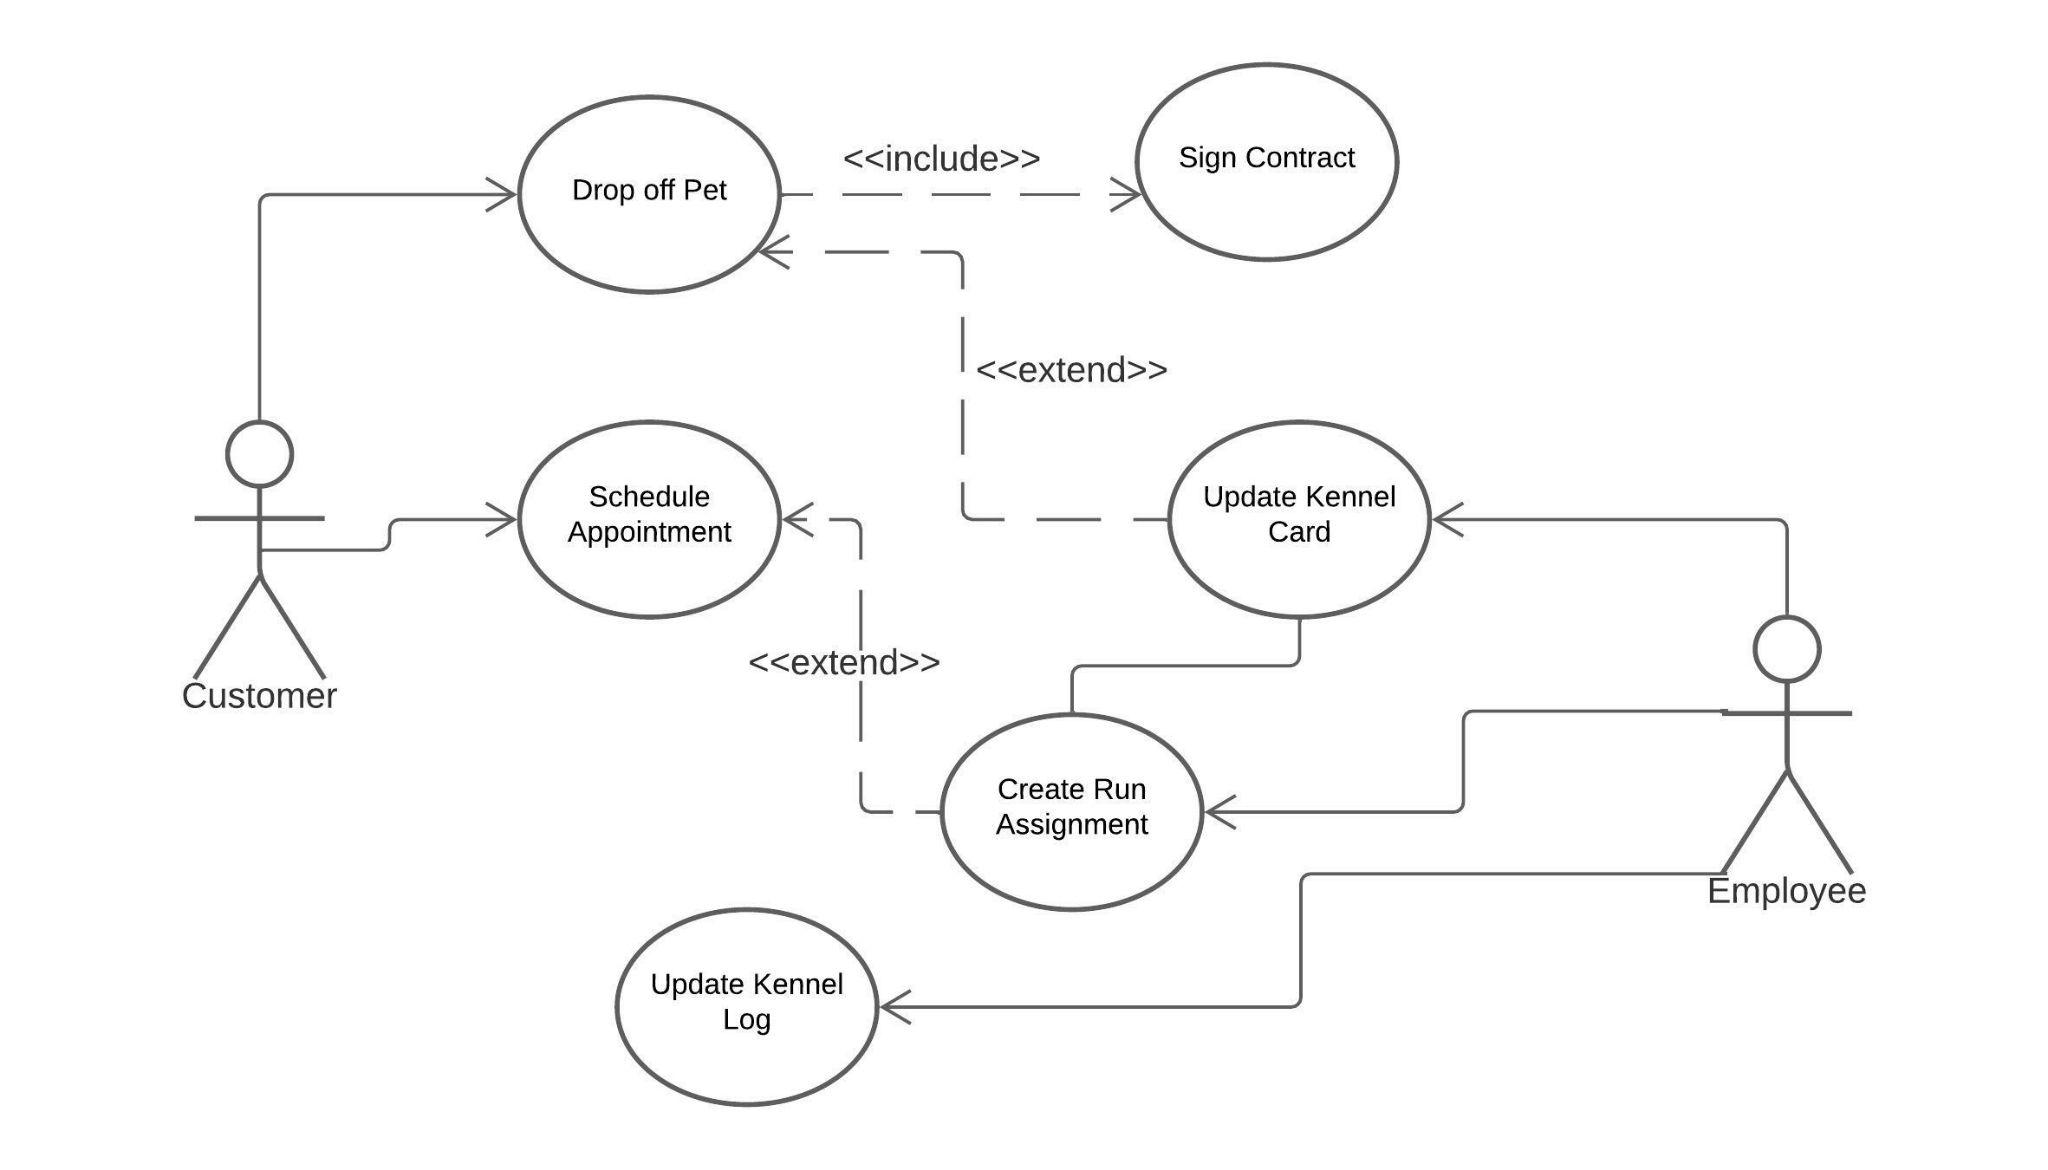 Sign Contract
<<include>>
Drop off Pet
<<extend>>
Schedule
Appointment
Update Kennel
Card
<<extend>>
Customer
Create Run
Assignment
Employee
Update Kennel
Log